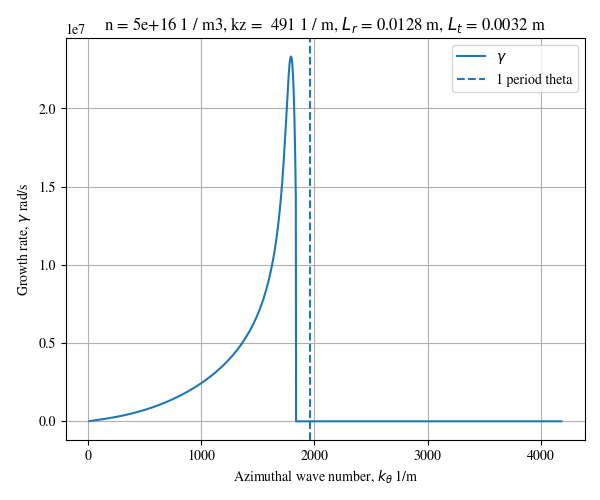 n = 5e+16 1 / m3, kz =  491 1 / m, L_r = 0.0128 m, L_t = 0.0032 m
1e7
γ
1 period theta
2.0
1.5
1.0
0.5
0.0
Growth rate, γ rad/s
0 1000 2000 3000 4000
Azimuthal wave number, k_θ 1/m